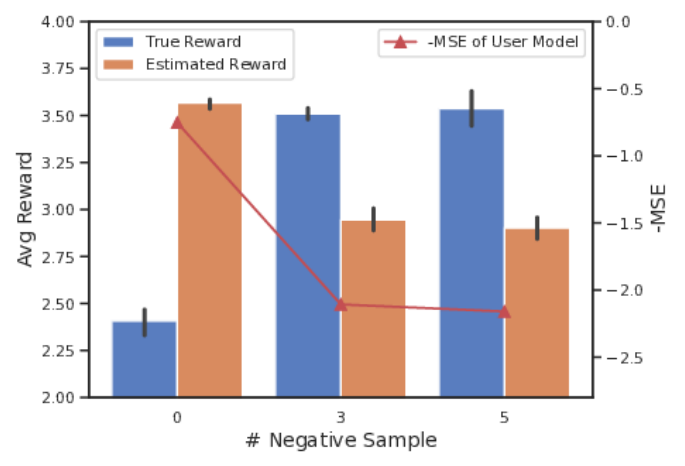 True Reward
Estimated Reward
-MSE of User Model
Avg Reward
4.00
3.75
3.50
3.25
3.00
2.75
2.50
2.25
2.00
0.0
−0.5
−1.0
−1.5
−2.0
−2.5
-MSE
0 3 5
# Negative Sample